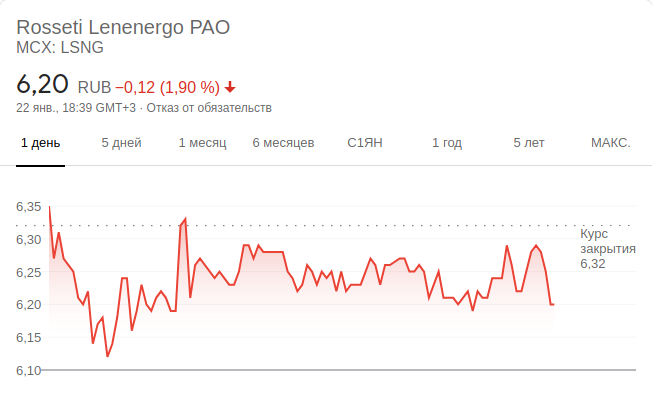 Rosseti Lenenergo PAO
MCX: LSNG
6,20 RUB −0,12 (1,90 %)
22 янв., 18:39 GMT+3 · Отказ от обязательств
1 день 5 дней 1 месяц 6 месяцев С1ЯН 1 год 5 лет МАКС.
6,35
6,30
6,25
6,20
6,15
6,10
Курс
закрытия
6,32